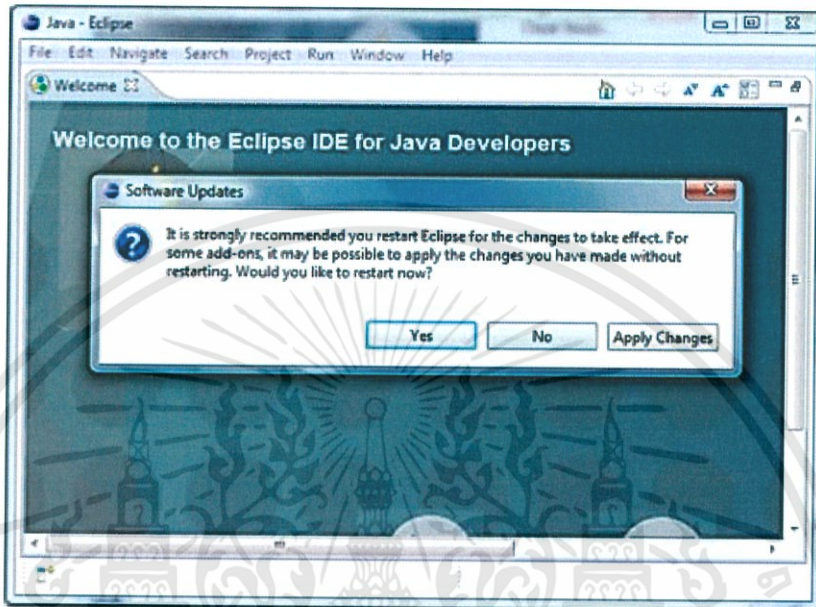 Java - Eclipse
File Edit Navigate Search Project Run Window Help
Welcome
Welcome to the Eclipse IDE for Java Developers
Software Updates
It is strongly recommended you restart Eclipse for the changes to take effect. For
some add-ons, it may be possible to apply the changes you have made without
restarting. Would you like to restart now?
Yes No Apply Changes